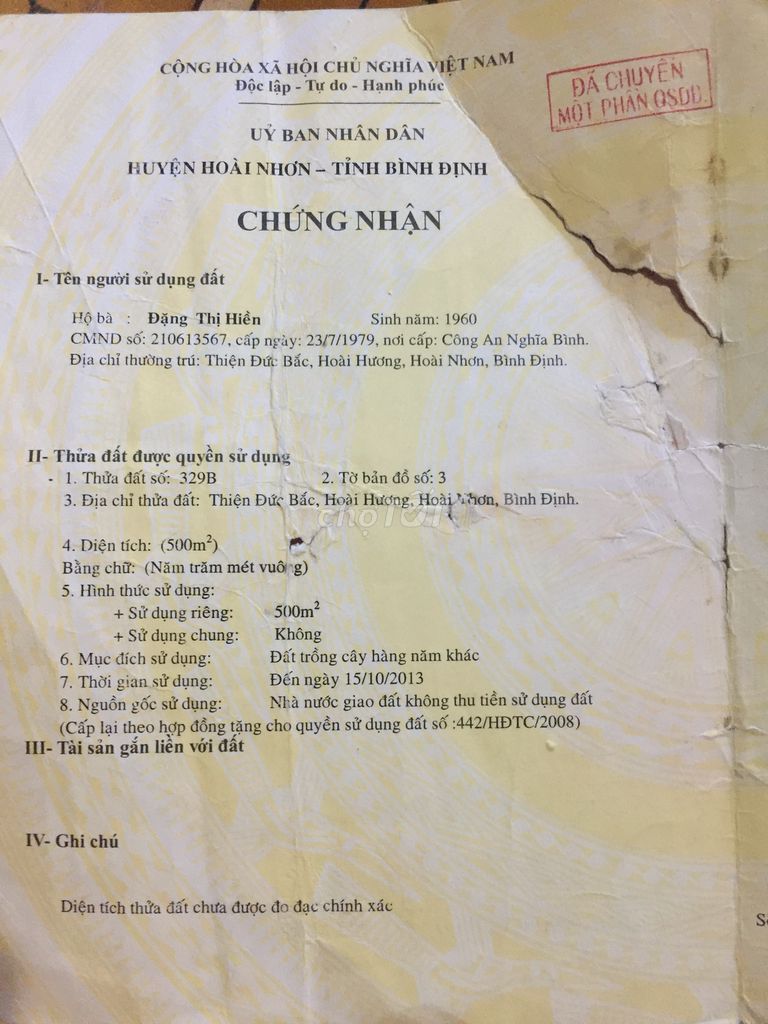 CỘNG HÒA XÃ HỘI CHỦ NGHĨA VIỆT NAM
Độc lập - Tự do - Hạnh phúc
ĐÃ CHUYỂN
MỘT PHẦN QSDĐ.
UỶ BAN NHÂN DÂN
HUYỆN HOÀI NHƠN – TỈNH BÌNH ĐỊNH
CHỨNG NHẬN
I- Tên người sử dụng đất
Hộ bà : Đặng Thị Hiền Sinh năm: 1960
CMND số: 210613567, cấp ngày: 23/7/1979, nơi cấp: Công An Nghĩa Bình.
Địa chỉ thường trú: Thiện Đức Bắc, Hoài Hương, Hoài Nhơn, Bình Định.
II- Thửa đất được quyền sử dụng
- 1. Thửa đất số: 329B 2. Tờ bản đồ số: 3
3. Địa chỉ thửa đất: Thiện Đức Bắc, Hoài Hương, Hoài Nhơn, Bình Định.
chợTỐT
4. Diện tích: (500m²)
Bằng chữ: (Năm trăm mét vuông)
5. Hình thức sử dụng:
+ Sử dụng riêng: 500m²
+ Sử dụng chung: Không
6. Mục đích sử dụng: Đất trồng cây hàng năm khác
7. Thời gian sử dụng: Đến ngày 15/10/2013
8. Nguồn gốc sử dụng: Nhà nước giao đất không thu tiền sử dụng đất
(Cấp lại theo hợp đồng tặng cho quyền sử dụng đất số :442/HĐTC/2008)
III- Tài sản gắn liền với đất
IV- Ghi chú
Diện tích thửa đất chưa được đo đạc chính xác